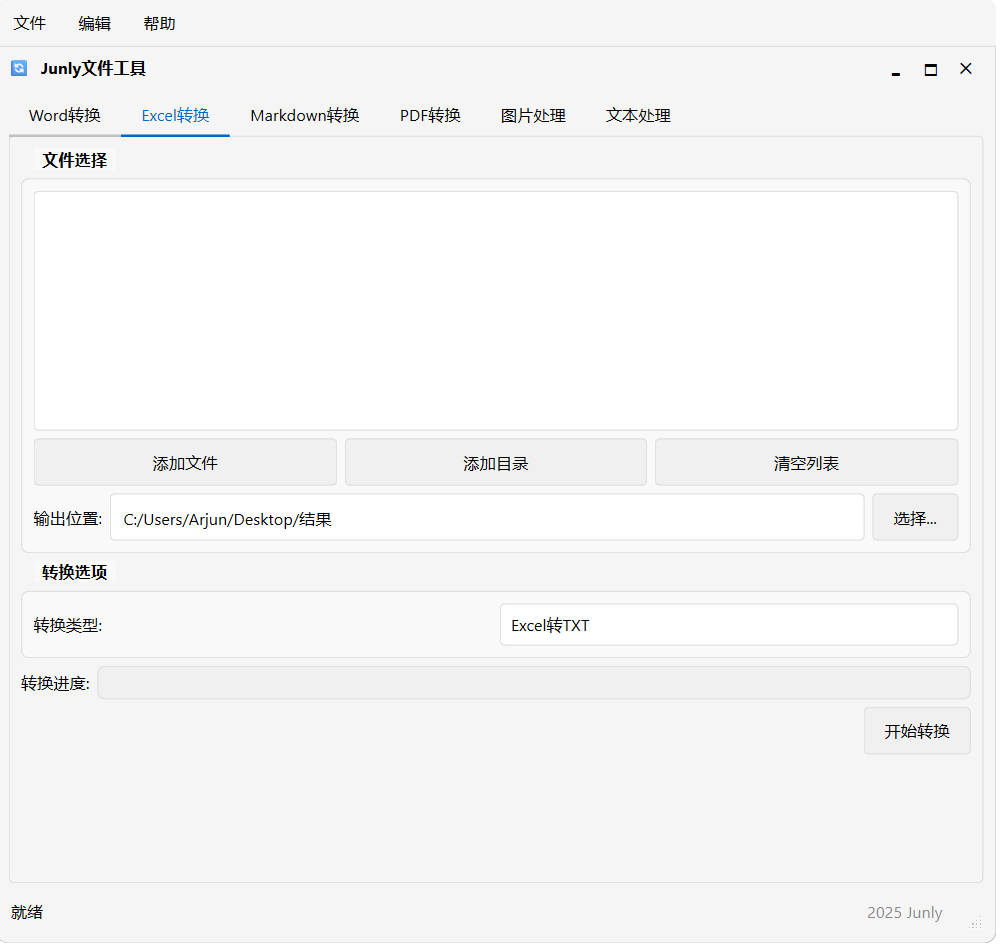 文件 编辑 帮助
Junly文件工具
Word转换 Excel转换 Markdown转换 PDF转换 图片处理 文本处理
文件选择
添加文件 添加目录 清空列表
输出位置: C:/Users/Arjun/Desktop/结果 选择...
转换选项
转换类型: Excel转TXT
转换进度:
开始转换
就绪 2025 Junly